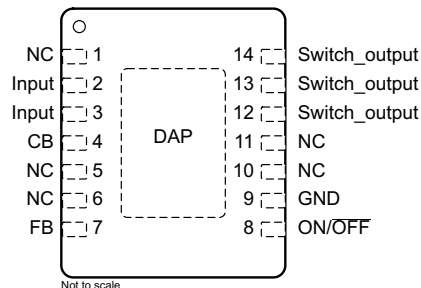 NC 1 14 Switch_output
Input 2 13 Switch_output
Input 3 12 Switch_output
CB 4 DAP 11 NC
NC 5 10 NC
NC 6 9 GND
FB 7 8 ON/OFF
Not to scale